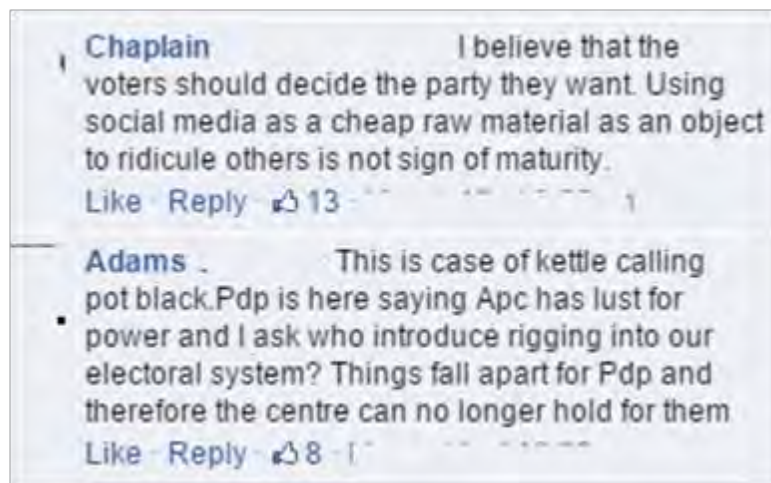 Chaplain I believe that the
voters should decide the party they want. Using
social media as a cheap raw material as an object
to ridicule others is not sign of maturity.
Like · Reply · 13 ·
Adams This is case of kettle calling
pot black.Pdp is here saying Apc has lust for
power and I ask who introduce rigging into our
electoral system? Things fall apart for Pdp and
therefore the centre can no longer hold for them
Like · Reply · 8 ·